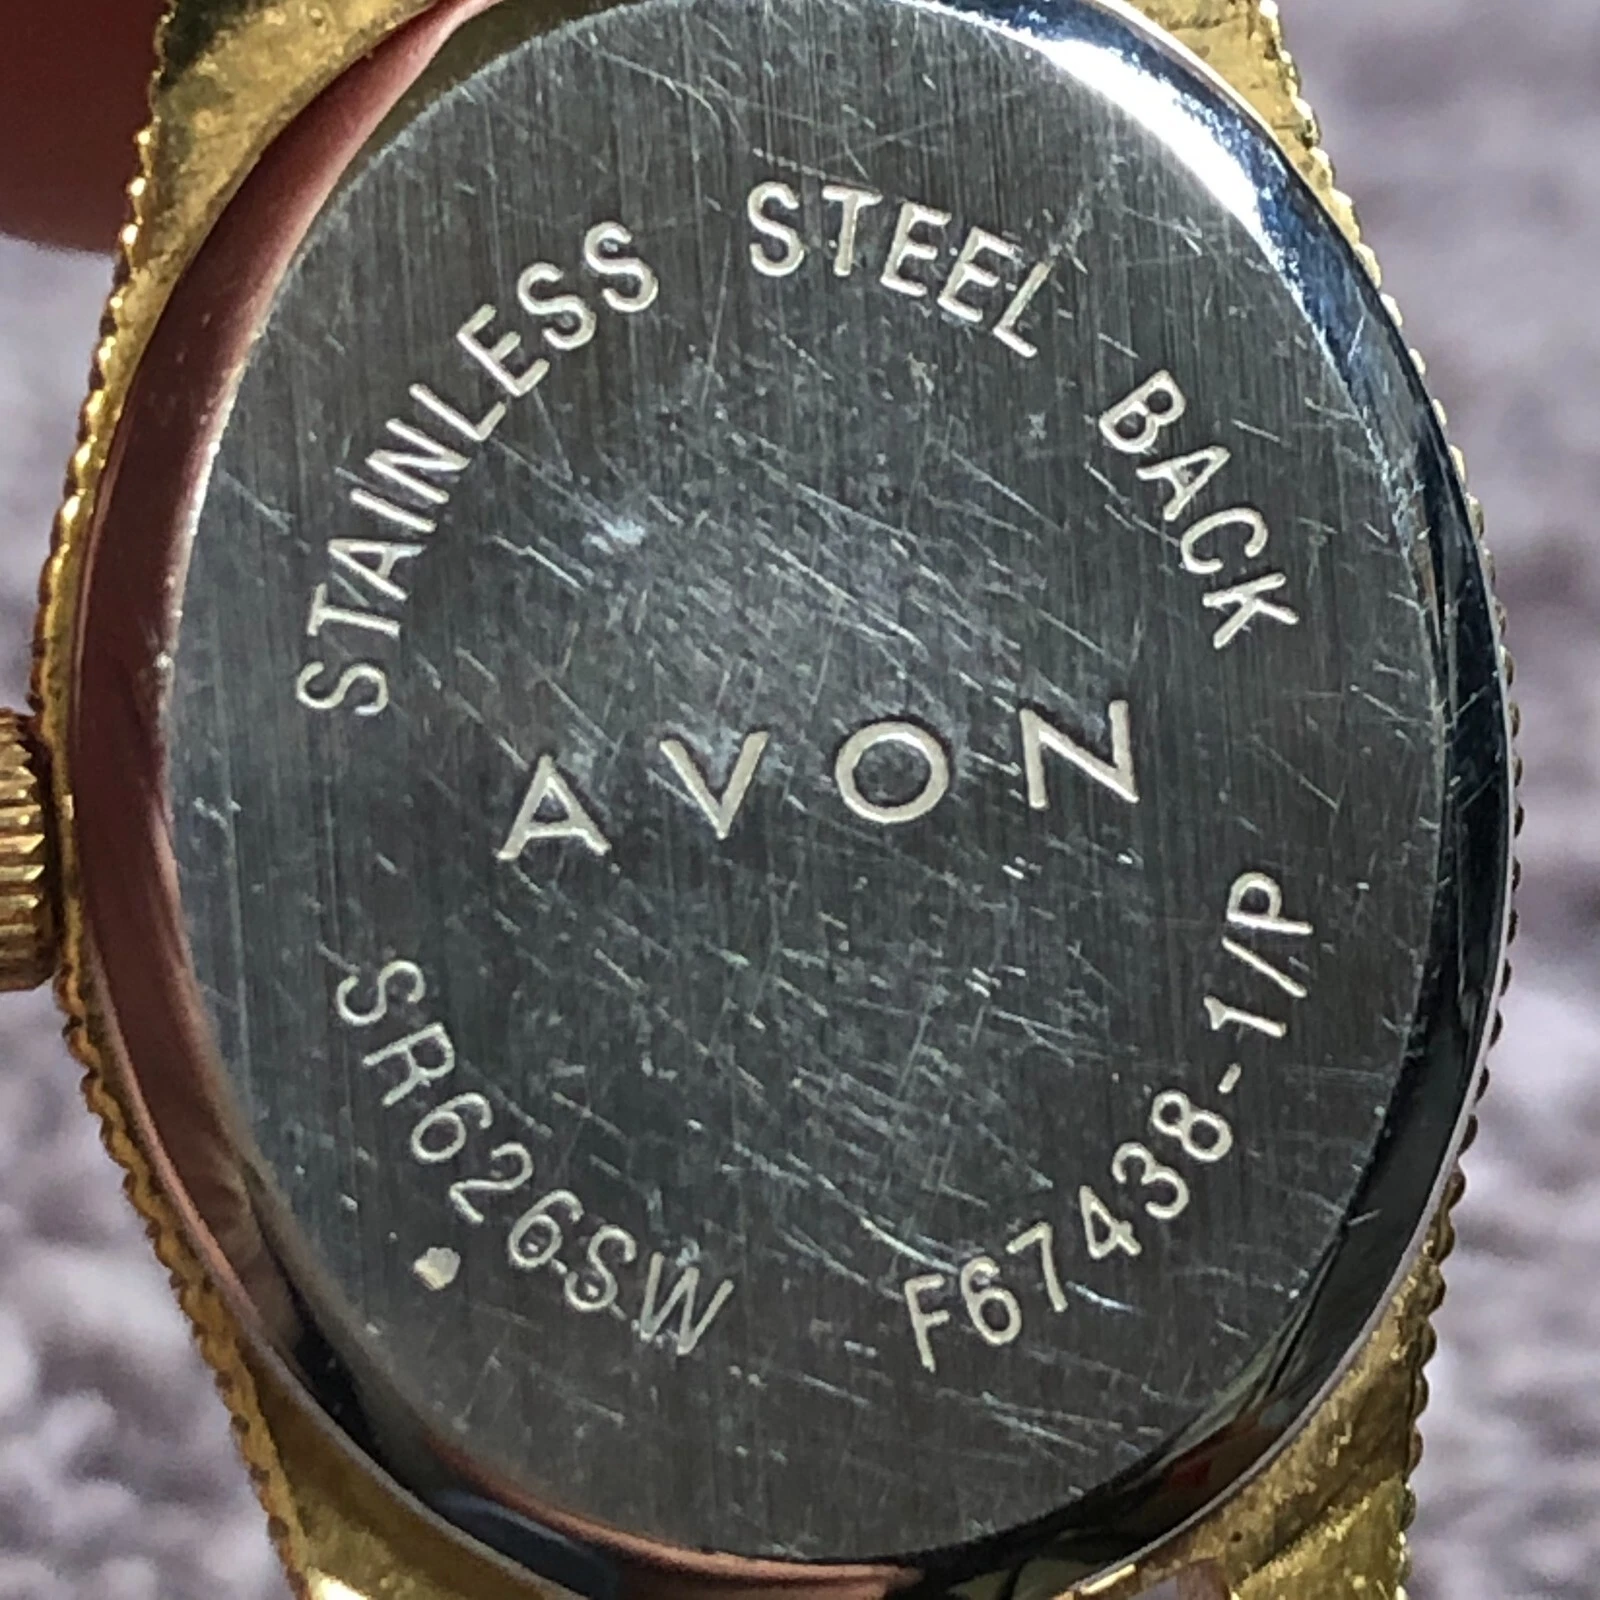 STAINLESS STEEL BACK
AVON
SR626SW
F67438-1/P